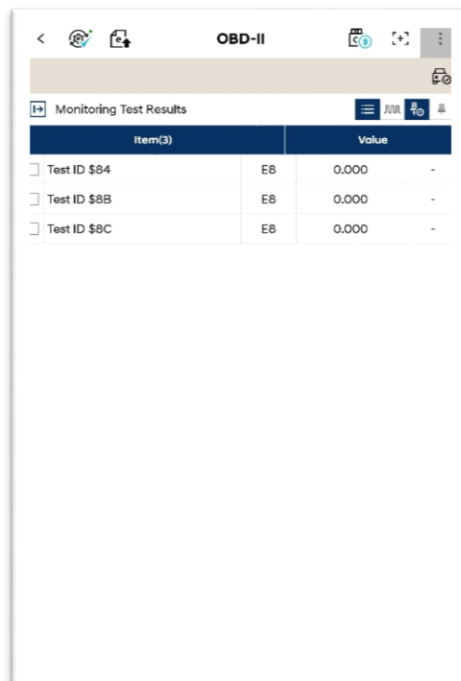 OBD-II
Monitoring Test Results
Item(3) Value
Test ID $84 E8 0.000 -
Test ID $8B E8 0.000 -
Test ID $8C E8 0.000 -